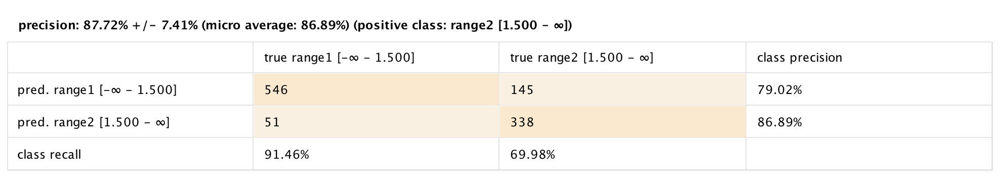 precision: 87.72% +/- 7.41% (micro average: 86.89%) (positive class: range2 [1.500 - ∞])
true range1 [-∞ - 1.500] true range2 [1.500 - ∞] class precision
pred. range1 [-∞ - 1.500] 546 145 79.02%
pred. range2 [1.500 - ∞] 51 338 86.89%
class recall 91.46% 69.98%